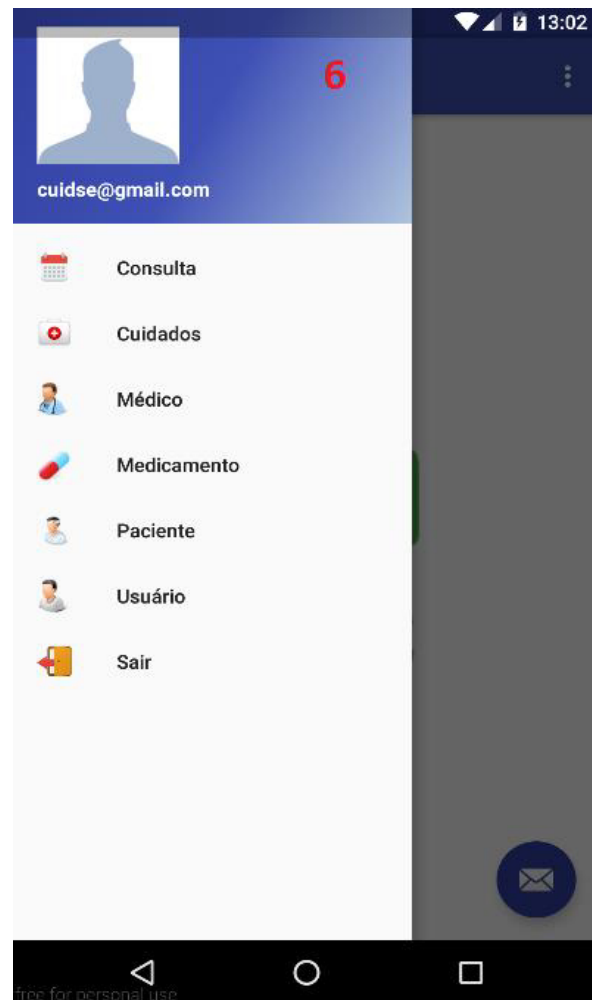 13:02
6
cuidse@gmail.com
Consulta
Cuidados
Médico
Medicamento
Paciente
Usuário
Sair
free for personal use